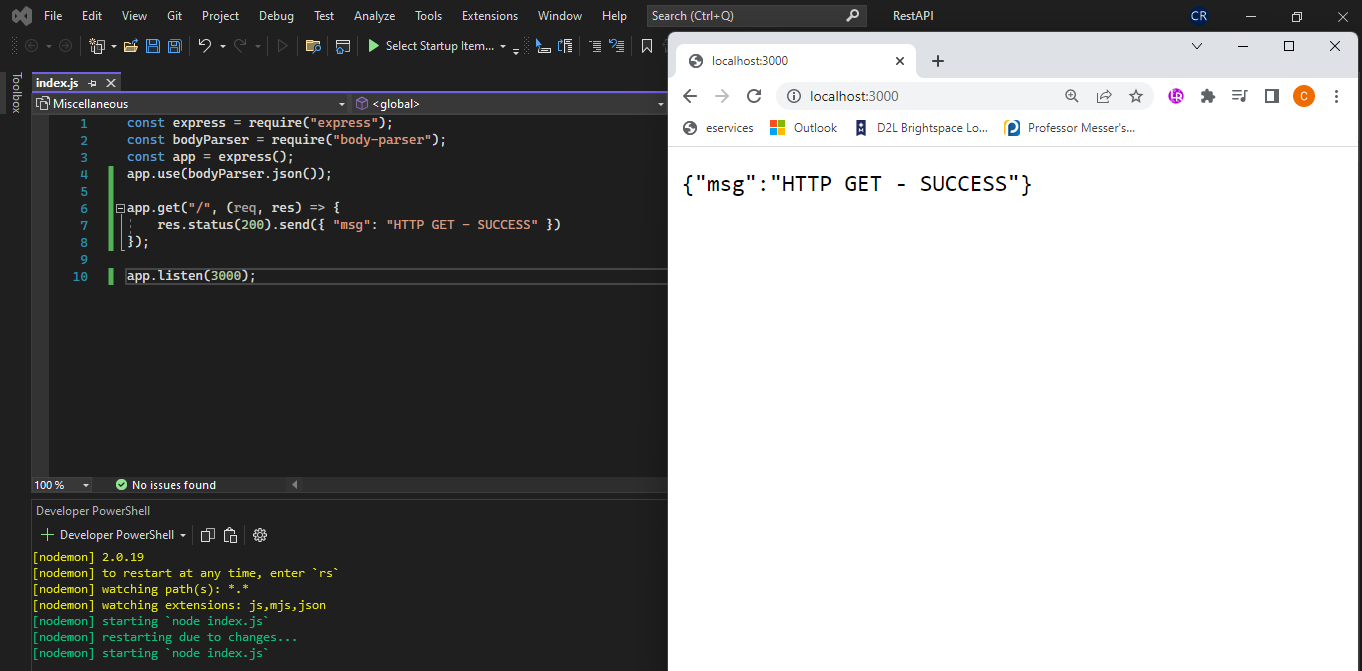 File Edit View Git Project Debug Test Analyze Tools Extensions Window Help Search (Ctrl+Q) RestAPI CR
Select Startup Item...
Toolbox
index.js
Miscellaneous <global>
1 const express = require("express");
2 const bodyParser = require("body-parser");
3 const app = express();
4 app.use(bodyParser.json());
5
6 app.get("/", (req, res) => {
7 res.status(200).send({ "msg": "HTTP GET - SUCCESS" })
8 });
9
10 app.listen(3000);
100 % No issues found
Developer PowerShell
Developer PowerShell
[nodemon] 2.0.19
[nodemon] to restart at any time, enter `rs`
[nodemon] watching path(s): *.*
[nodemon] watching extensions: js,mjs,json
[nodemon] starting `node index.js`
[nodemon] restarting due to changes...
[nodemon] starting `node index.js`
localhost:3000
localhost:3000 LR C
eservices Outlook D2L Brightspace Lo... Professor Messer's...
{"msg":"HTTP GET - SUCCESS"}